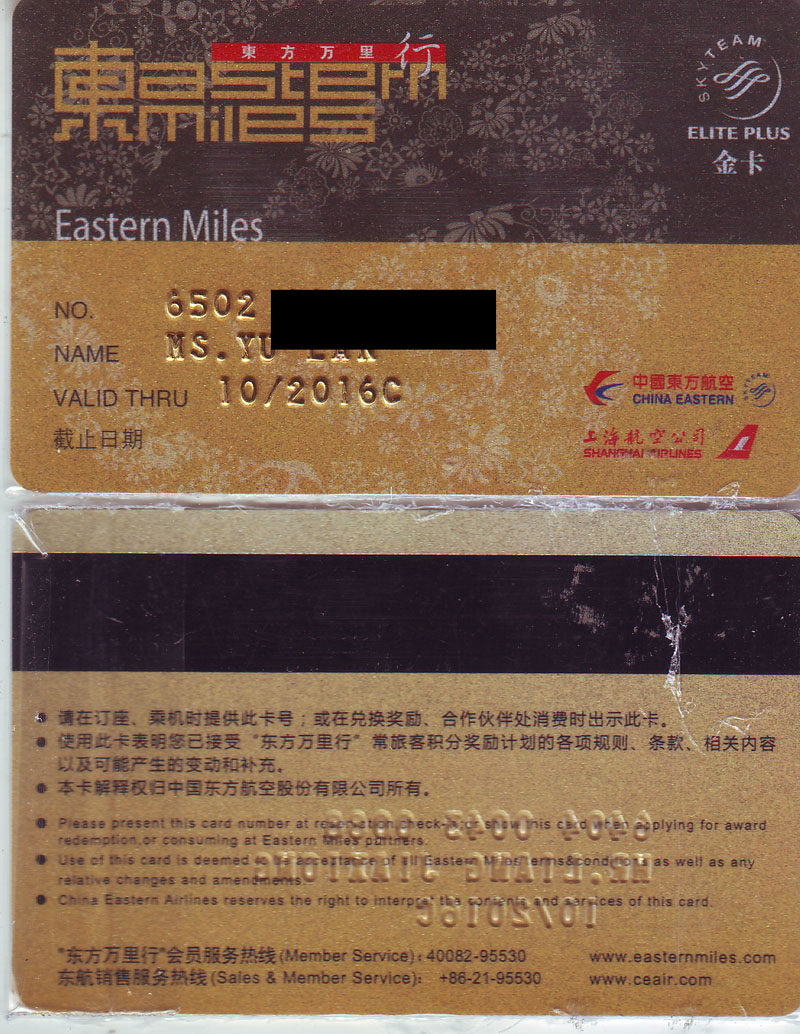 東方万里行
東astern
miles
SKYTEAM
ELITE PLUS
金卡
Eastern Miles
NO. 6502
NAME MS.YU
VALID THRU 10/2016C
截止日期
中國東方航空
CHINA EASTERN
SKYTEAM
上海航空公司
SHANGHAI AIRLINES
请在订座、乘机时提供此卡号；或在兑换奖励、合作伙伴处消费时出示此卡。
使用此卡表明您已接受“东方万里行”常旅客积分奖励计划的各项规则、条款、相关内容
以及可能产生的变动和补充。
本卡解释权归中国东方航空股份有限公司所有。
Please present this card number at reservation,check-in,or show this card when applying for award
redemption,or consuming at Eastern Miles partners.
Use of this card is deemed to be acceptance of all Eastern Miles terms&conditions as well as any
relative changes and amendments.
China Eastern Airlines reserves the right to interpret the contents and services of this card.
10/2016C
“东方万里行”会员服务热线(Member Service): 40082-95530 www.easternmiles.com
东航销售服务热线(Sales & Member Service): +86-21-95530 www.ceair.com